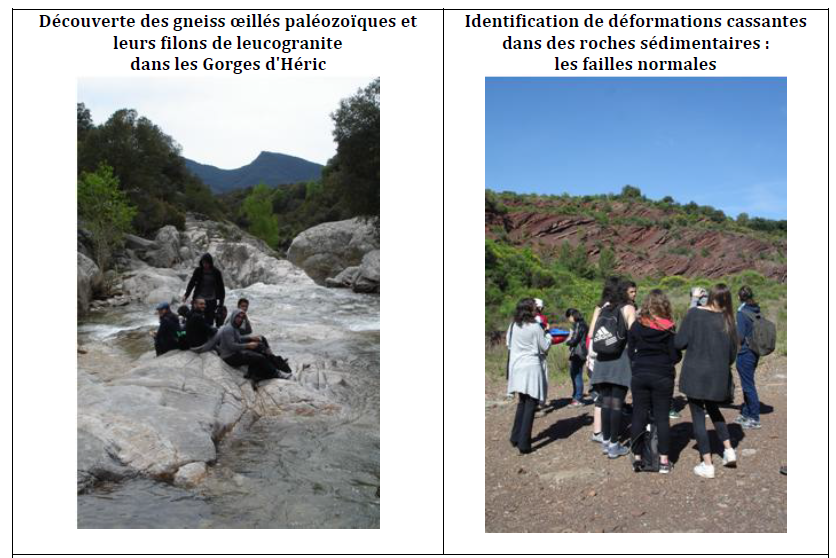 Découverte des gneiss œillés paléozoïques et
leurs filons de leucogranite
dans les Gorges d'Héric
Identification de déformations cassantes
dans des roches sédimentaires :
les failles normales
adidas